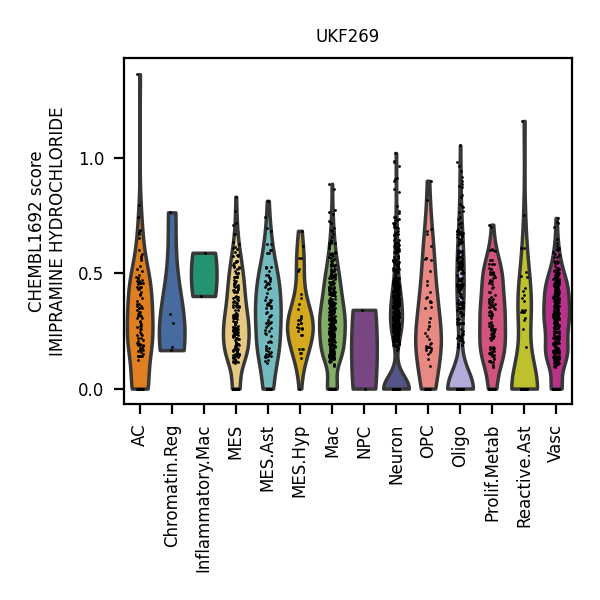 UKF269
CHEMBL1692 score
IMIPRAMINE HYDROCHLORIDE
1.0
0.5
0.0
AC
Chromatin.Reg
Inflammatory.Mac
MES
MES.Ast
MES.Hyp
Mac
NPC
Neuron
OPC
Oligo
Prolif.Metab
Reactive.Ast
Vasc